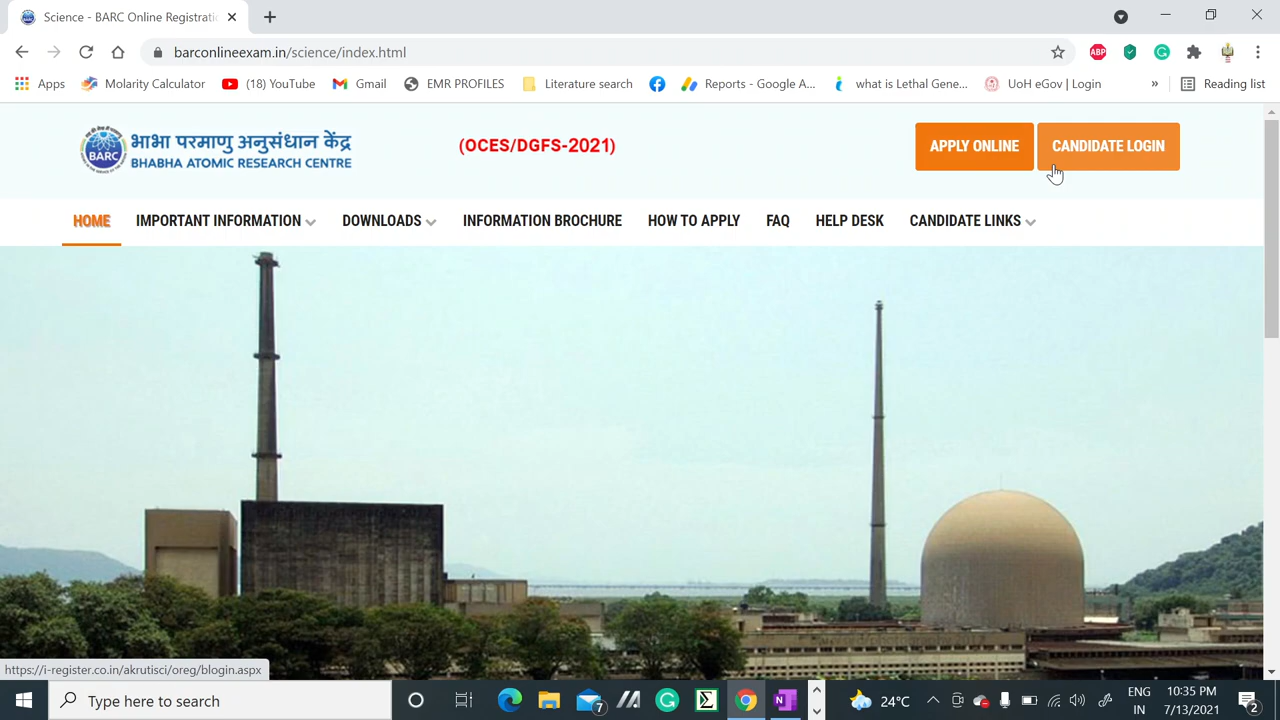 Science - BARC Online Registratio
barconlineexam.in/science/index.html
ABP
Apps
Molarity Calculator
(18) YouTube
Gmail
EMR PROFILES
Literature search
Reports - Google A...
what is Lethal Gene...
UoH eGov | Login
»
Reading list
BARC
भाभा परमाणु अनुसंधान केंद्र
BHABHA ATOMIC RESEARCH CENTRE
(OCES/DGFS-2021)
APPLY ONLINE
CANDIDATE LOGIN
HOME
IMPORTANT INFORMATION
DOWNLOADS
INFORMATION BROCHURE
HOW TO APPLY
FAQ
HELP DESK
CANDIDATE LINKS
https://i-register.co.in/akrutisci/oreg/blogin.aspx
Type here to search
7
24°C
ENG
IN
10:35 PM
7/13/2021
2